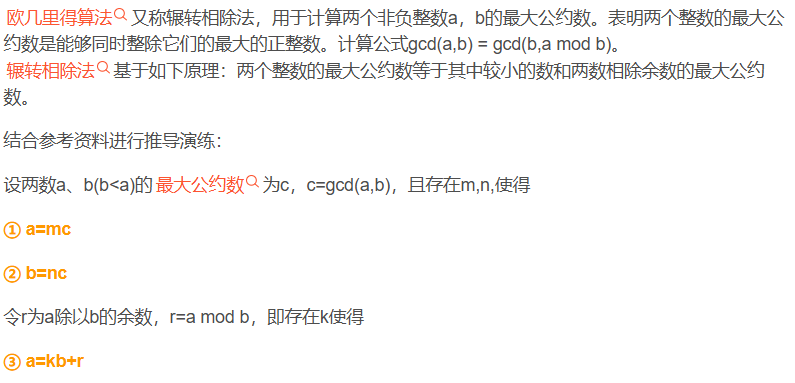 欧几里得算法 又称辗转相除法，用于计算两个非负整数a，b的最大公约数。表明两个整数的最大公
约数是能够同时整除它们的最大的正整数。计算公式gcd(a,b) = gcd(b,a mod b)。
辗转相除法 基于如下原理：两个整数的最大公约数等于其中较小的数和两数相除余数的最大公约
数。
结合参考资料进行推导演练：
设两数a、b(b<a)的 最大公约数 为c，c=gcd(a,b)，且存在m,n,使得
① a=mc
② b=nc
令r为a除以b的余数，r=a mod b，即存在k使得
③ a=kb+r